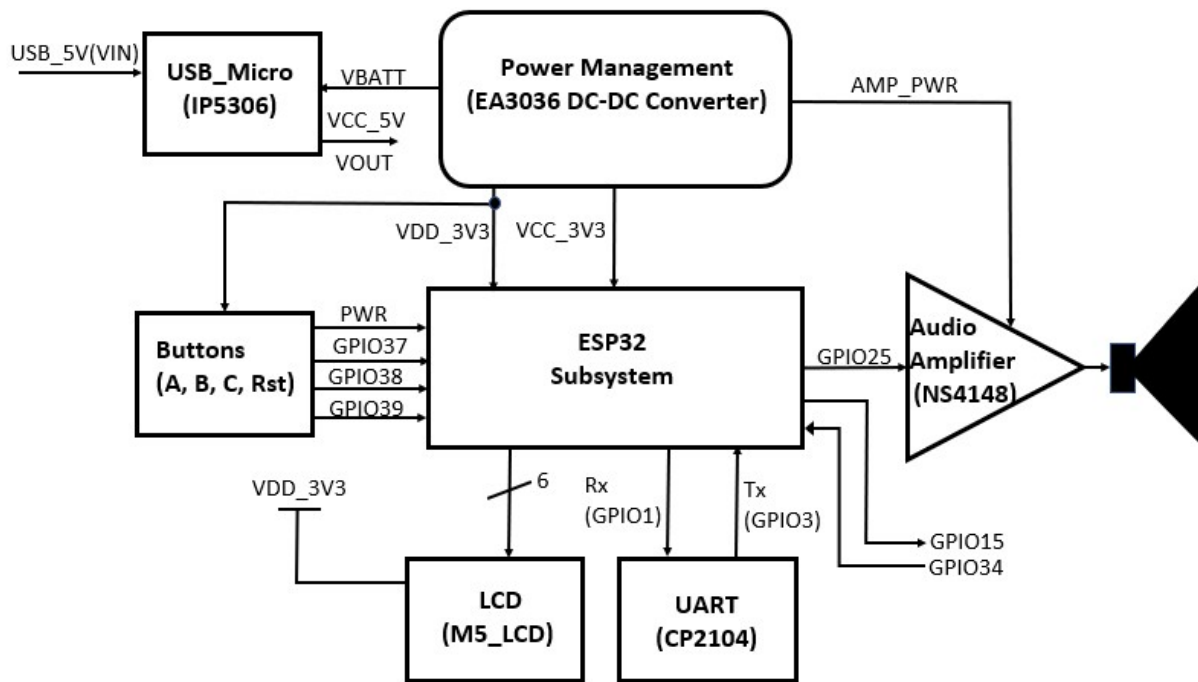 USB_5V(VIN)
USB_Micro
(IP5306)
VBATT
VCC_5V
VOUT
Power Management
(EA3036 DC-DC Converter)
AMP_PWR
VDD_3V3
VCC_3V3
Buttons
(A, B, C, Rst)
PWR
GPIO37
GPIO38
GPIO39
ESP32
Subsystem
GPIO25
Audio
Amplifier
(NS4148)
VDD_3V3
6
Rx
(GPIO1)
Tx
(GPIO3)
GPIO15
GPIO34
LCD
(M5_LCD)
UART
(CP2104)